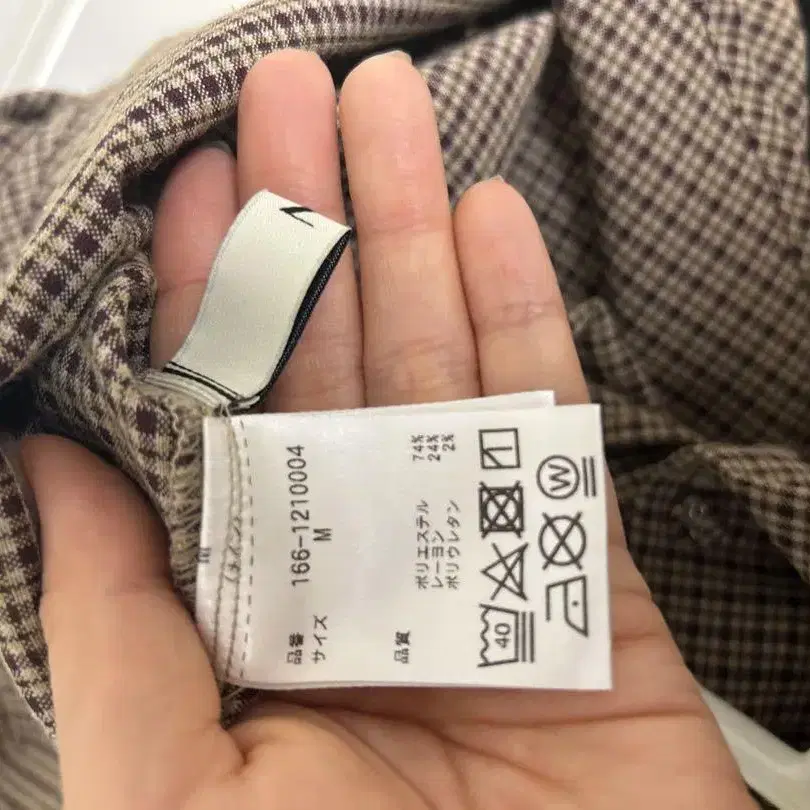 品番 166-1210004
サイズ M
品質
ポリエステル 74%
レーヨン 24%
ポリウレタン 2%
40
W